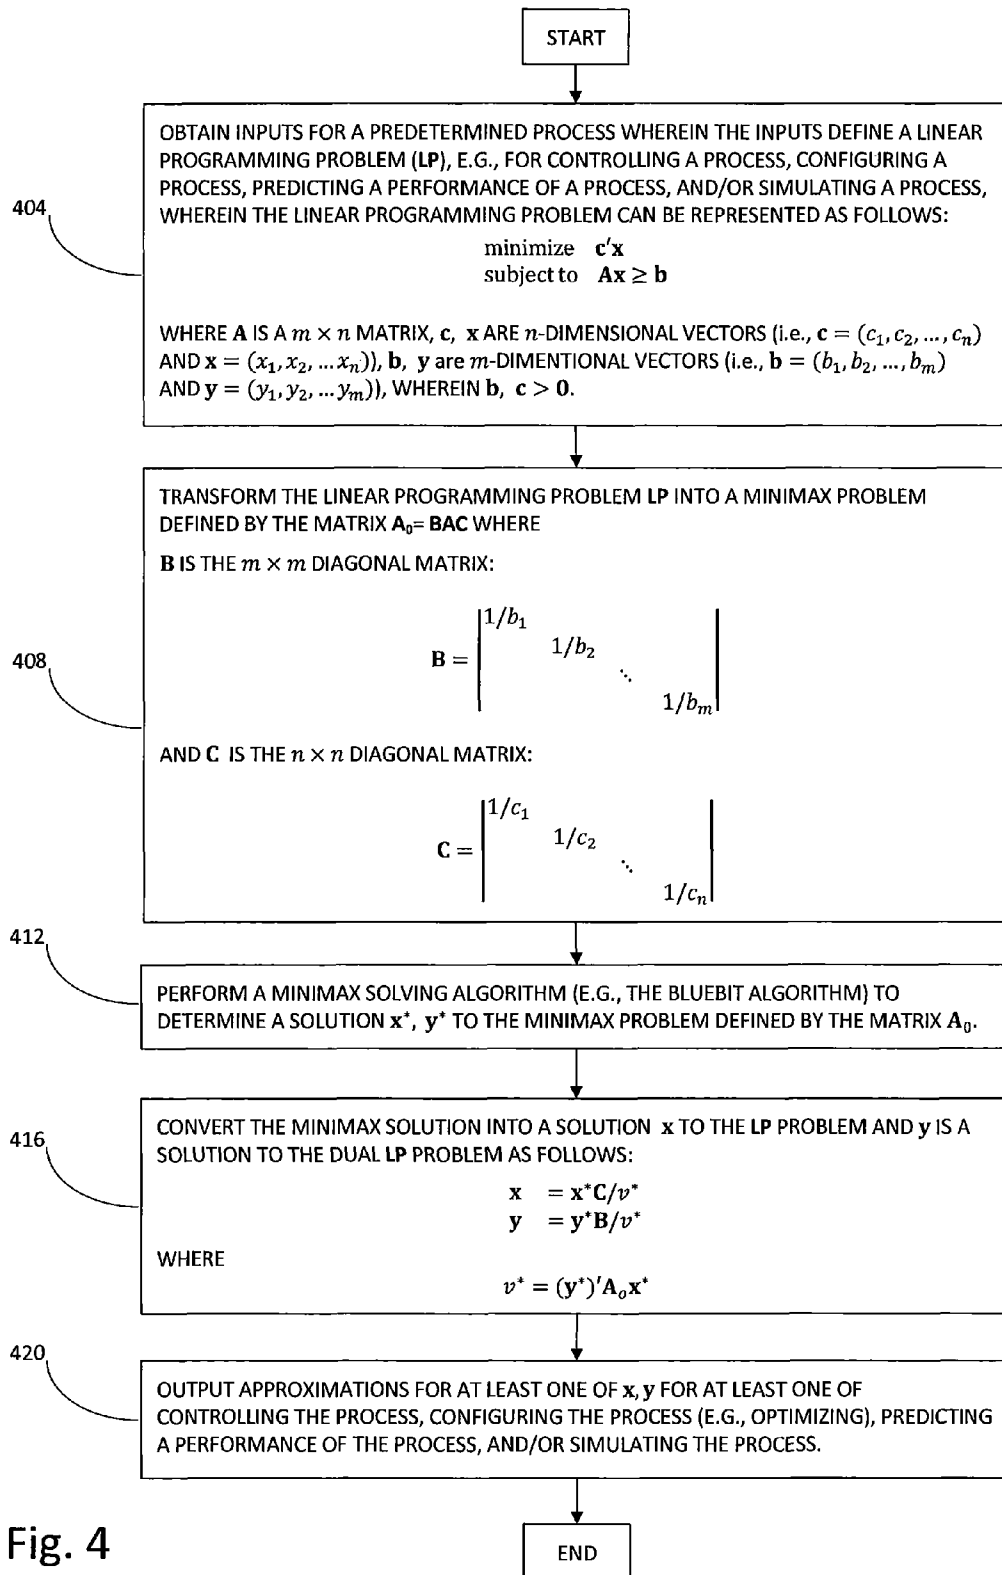 START
OBTAIN INPUTS FOR A PREDETERMINED PROCESS WHEREIN THE INPUTS DEFINE A LINEAR
PROGRAMMING PROBLEM (LP), E.G., FOR CONTROLLING A PROCESS, CONFIGURING A
PROCESS, PREDICTING A PERFORMANCE OF A PROCESS, AND/OR SIMULATING A PROCESS,
WHEREIN THE LINEAR PROGRAMMING PROBLEM CAN BE REPRESENTED AS FOLLOWS:
404
minimize c'x
subject to Ax ≥ b
WHERE A IS A m × n MATRIX, c, x ARE n-DIMENSIONAL VECTORS (i.e., c = (c₁, c₂, ..., cₙ)
AND x = (x₁, x₂, ... xₙ)), b, y are m-DIMENTIONAL VECTORS (i.e., b = (b₁, b₂, ..., bₘ)
AND y = (y₁, y₂, ... yₘ)), WHEREIN b, c > 0.
TRANSFORM THE LINEAR PROGRAMMING PROBLEM LP INTO A MINIMAX PROBLEM
DEFINED BY THE MATRIX A₀= BAC WHERE
B IS THE m × m DIAGONAL MATRIX:
1/b₁
B = 1/b₂
⋱
1/bₘ
408
AND C IS THE n × n DIAGONAL MATRIX:
1/c₁
C = 1/c₂
⋱
1/cₙ
412
PERFORM A MINIMAX SOLVING ALGORITHM (E.G., THE BLUEBIT ALGORITHM) TO
DETERMINE A SOLUTION x*, y* TO THE MINIMAX PROBLEM DEFINED BY THE MATRIX A₀.
416
CONVERT THE MINIMAX SOLUTION INTO A SOLUTION x TO THE LP PROBLEM AND y IS A
SOLUTION TO THE DUAL LP PROBLEM AS FOLLOWS:
x = x*C/v*
y = y*B/v*
WHERE
v* = (y*)'Aₒx*
420
OUTPUT APPROXIMATIONS FOR AT LEAST ONE OF x, y FOR AT LEAST ONE OF
CONTROLLING THE PROCESS, CONFIGURING THE PROCESS (E.G., OPTIMIZING), PREDICTING
A PERFORMANCE OF THE PROCESS, AND/OR SIMULATING THE PROCESS.
Fig. 4
END